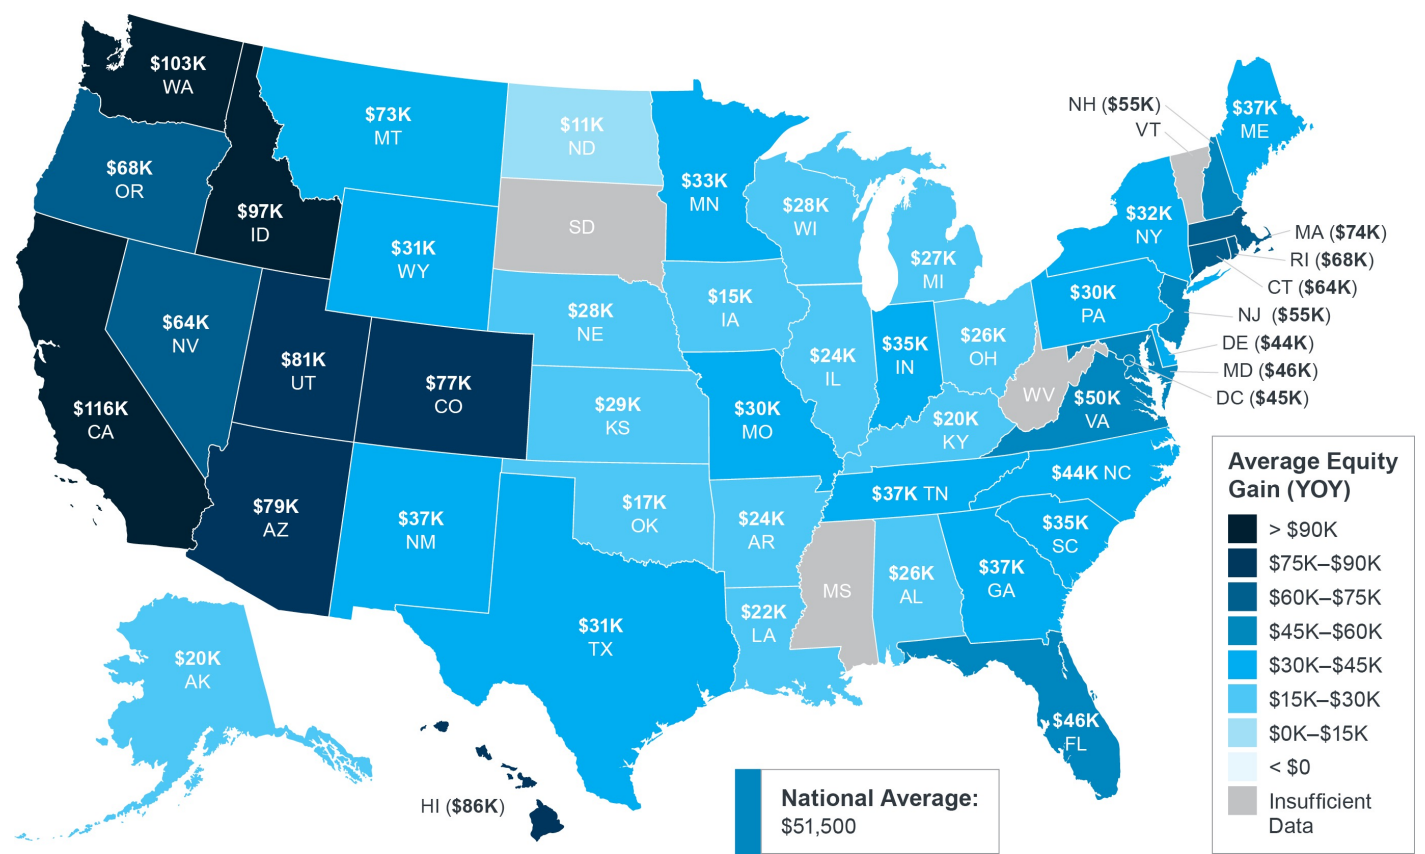 $103K
WA
$73K
MT
$11K
ND
$33K
MN
NH ($55K)
VT
$37K
ME
$68K
OR
$97K
ID
$31K
WY
SD
$28K
WI
$27K
MI
$32K
NY
MA ($74K)
RI ($68K)
CT ($64K)
NJ ($55K)
DE ($44K)
MD ($46K)
DC ($45K)
$116K
CA
$64K
NV
$81K
UT
$77K
CO
$28K
NE
$15K
IA
$24K
IL
$35K
IN
$26K
OH
$30K
PA
WV
$50K
VA
$29K
KS
$30K
MO
$20K
KY
$79K
AZ
$37K
NM
$17K
OK
$24K
AR
$37K TN
$44K NC
$35K
SC
MS
$26K
AL
$37K
GA
$31K
TX
$22K
LA
$46K
FL
$20K
AK
HI ($86K)
National Average:
$51,500
Average Equity
Gain (YOY)
> $90K
$75K–$90K
$60K–$75K
$45K–$60K
$30K–$45K
$15K–$30K
$0K–$15K
< $0
Insufficient
Data